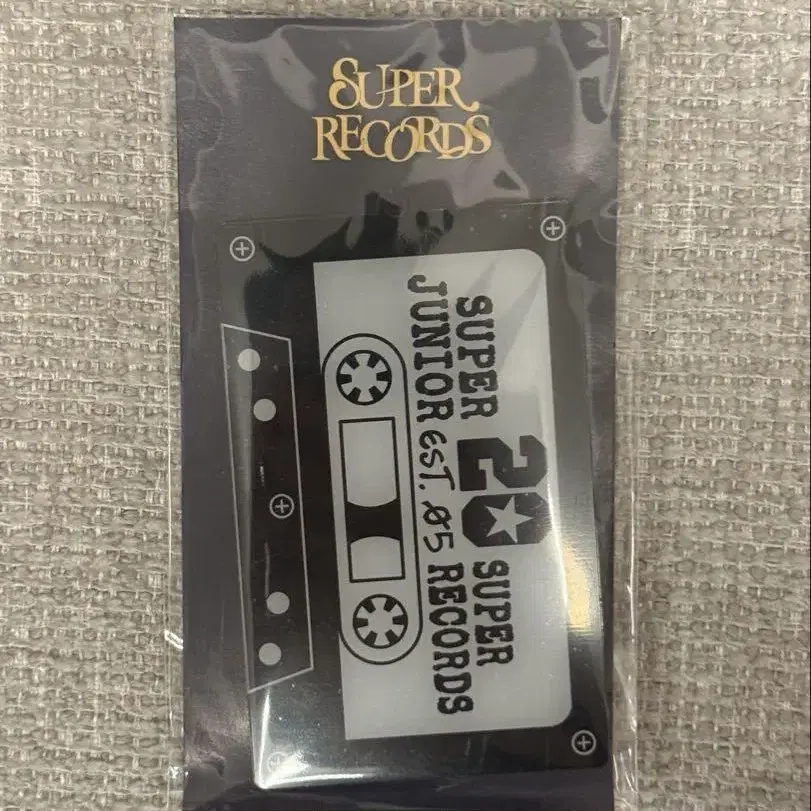 SUPER
RECORDS
SUPER 20 SUPER
JUNIOR EST. 05 RECORDS